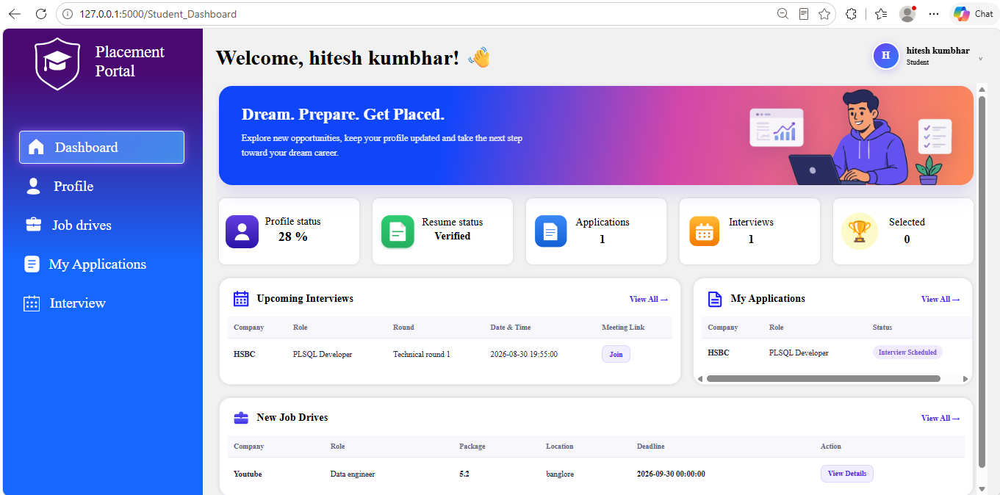 127.0.0.1:5000/Student_Dashboard
Chat
Placement
Portal
Dashboard
Profile
Job drives
My Applications
Interview
Welcome, hitesh kumbhar! 👋
H
hitesh kumbhar
Student
Dream. Prepare. Get Placed.
Explore new opportunities, keep your profile updated and take the next step
toward your dream career.
Profile status
28 %
Resume status
Verified
Applications
1
Interviews
1
Selected
0
Upcoming Interviews
View All →
Company Role Round Date & Time Meeting Link
HSBC PLSQL Developer Technical round 1 2026-08-30 19:55:00 Join
My Applications
View All →
Company Role Status
HSBC PLSQL Developer Interview Scheduled
New Job Drives
View All →
Company Role Package Location Deadline Action
Youtube Data engineer 5.2 banglore 2026-09-30 00:00:00 View Details